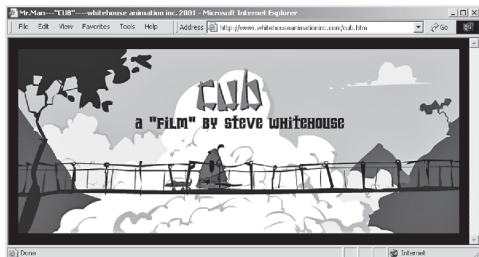 Mr.Man---"CUB"----whitehouse animation inc. 2001 - Microsoft Internet Explorer
File Edit View Favorites Tools Help Address http://www.whitehouseanimationinc.com/cub.htm Go
cub
a "film" by steve whitehouse
Done Internet